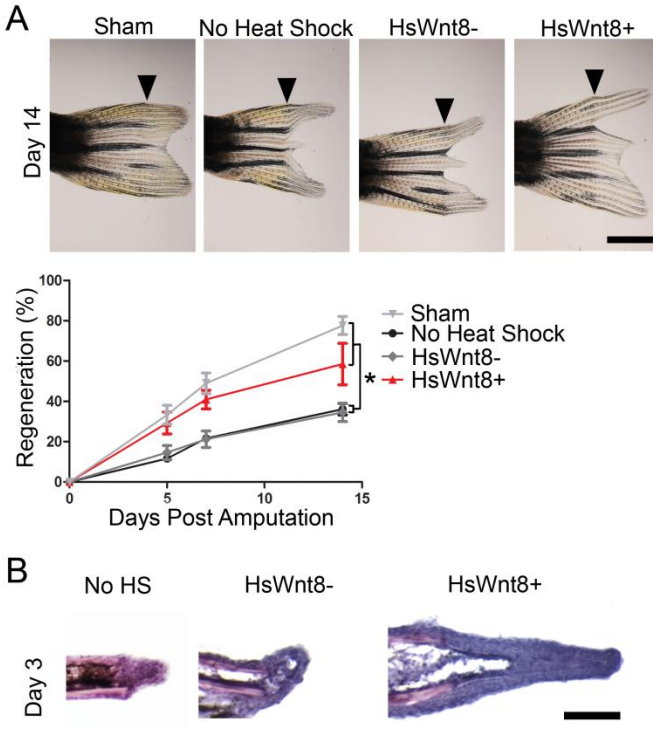 A
Sham No Heat Shock HsWnt8- HsWnt8+
Day 14
Regeneration (%)
100
80
60
40
20
0
0 5 10 15
Days Post Amputation
Sham
No Heat Shock
HsWnt8-
HsWnt8+
*
B
No HS HsWnt8- HsWnt8+
Day 3